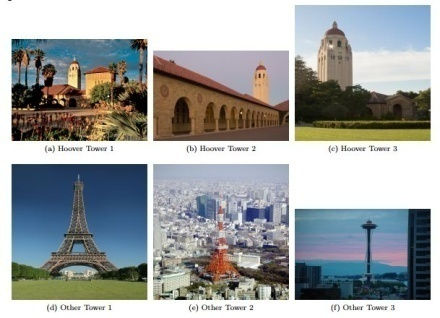 (a) Hoover Tower 1
(b) Hoover Tower 2
(c) Hoover Tower 3
(d) Other Tower 1
(e) Other Tower 2
(f) Other Tower 3